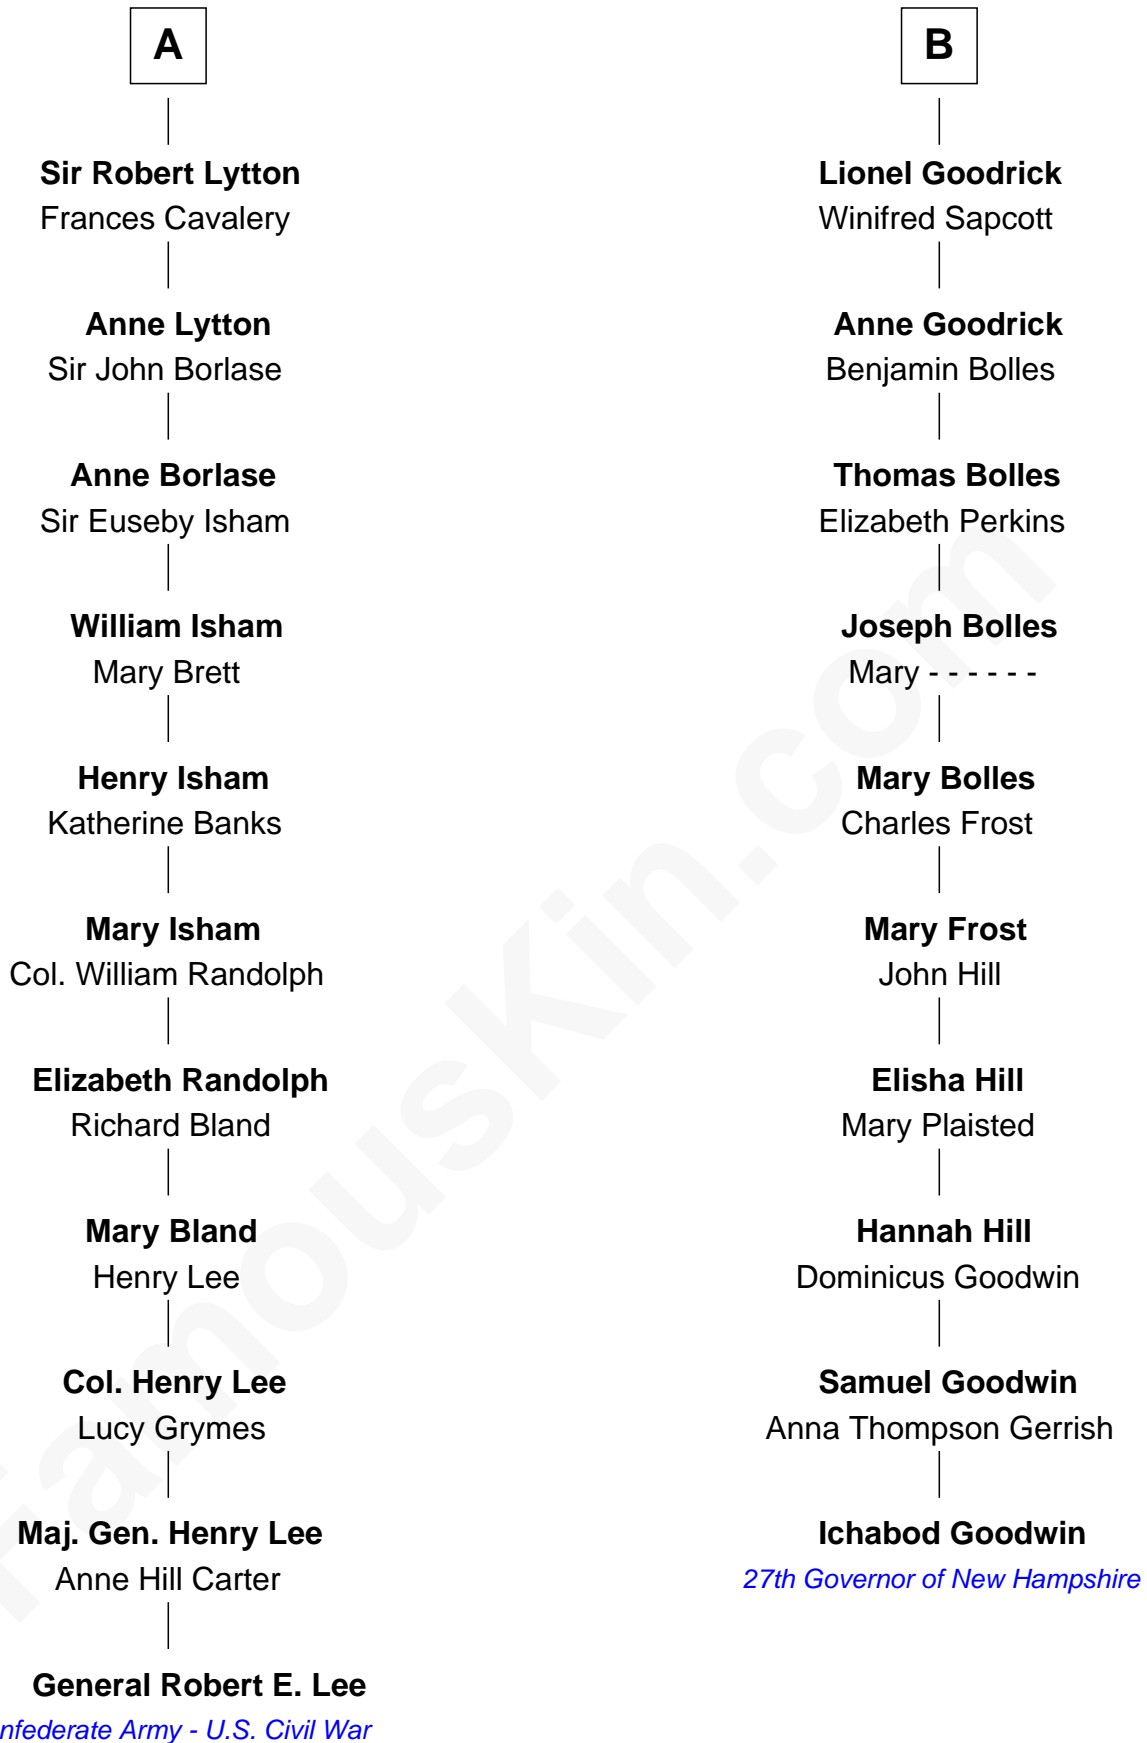 A
Sir Robert Lytton
Frances Cavalery
Anne Lytton
Sir John Borlase
Anne Borlase
Sir Euseby Isham
William Isham
Mary Brett
Henry Isham
Katherine Banks
Mary Isham
Col. William Randolph
Elizabeth Randolph
Richard Bland
Mary Bland
Henry Lee
Col. Henry Lee
Lucy Grymes
Maj. Gen. Henry Lee
Anne Hill Carter
General Robert E. Lee
nfederate Army - U.S. Civil War
B
Lionel Goodrick
Winifred Sapcott
Anne Goodrick
Benjamin Bolles
Thomas Bolles
Elizabeth Perkins
Joseph Bolles
Mary - - - - - -
Mary Bolles
Charles Frost
Mary Frost
John Hill
Elisha Hill
Mary Plaisted
Hannah Hill
Dominicus Goodwin
Samuel Goodwin
Anna Thompson Gerrish
Ichabod Goodwin
27th Governor of New Hampshire
FamousKin.com